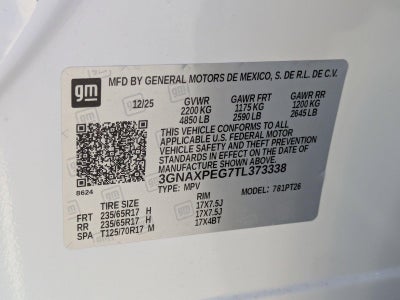 gm
MFD BY GENERAL MOTORS DE MEXICO, S. DE R.L. DE C.V.
12/25 GVWR GAWR FRT GAWR RR
2200 KG 1175 KG 1200 KG
4850 LB 2590 LB 2645 LB
THIS VEHICLE CONFORMS TO ALL
APPLICABLE U.S. FEDERAL MOTOR
VEHICLE SAFETY AND THEFT PREVENTION
STANDARDS IN EFFECT ON THE DATE OF
MANUFACTURE SHOWN ABOVE.
3GNAXPEG7TL373338
8624 TYPE: MPV MODEL: 781PT26
TIRE SIZE RIM
FRT 235/65R17 H 17X7.5J
RR 235/65R17 H 17X7.5J
SPA T125/70R17 M 17X4BT